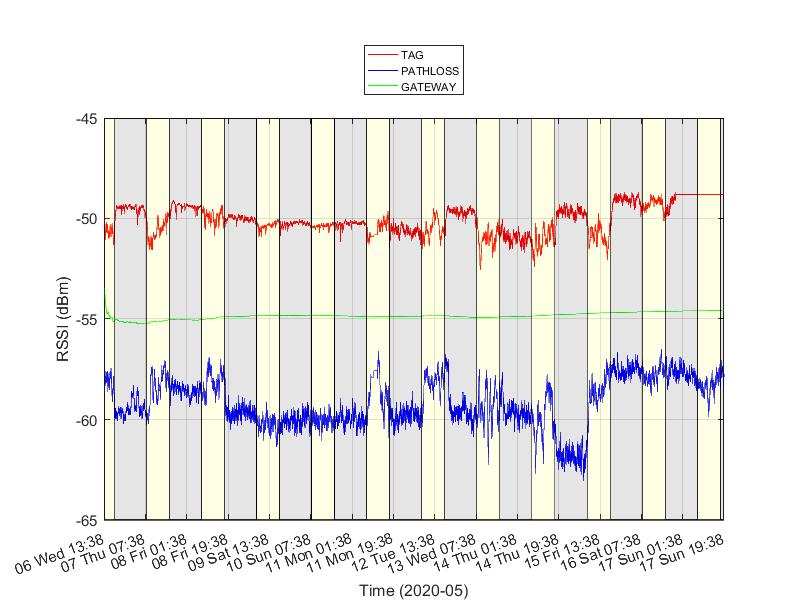 TAG
PATHLOSS
GATEWAY
-45
-50
-55
-60
-65
RSSI (dBm)
06 Wed 13:38
07 Thu 07:38
08 Fri 01:38
08 Fri 19:38
09 Sat 13:38
10 Sun 07:38
11 Mon 01:38
11 Mon 19:38
12 Tue 13:38
13 Wed 07:38
14 Thu 01:38
14 Thu 19:38
15 Fri 13:38
16 Sat 07:38
17 Sun 01:38
17 Sun 19:38
Time (2020-05)